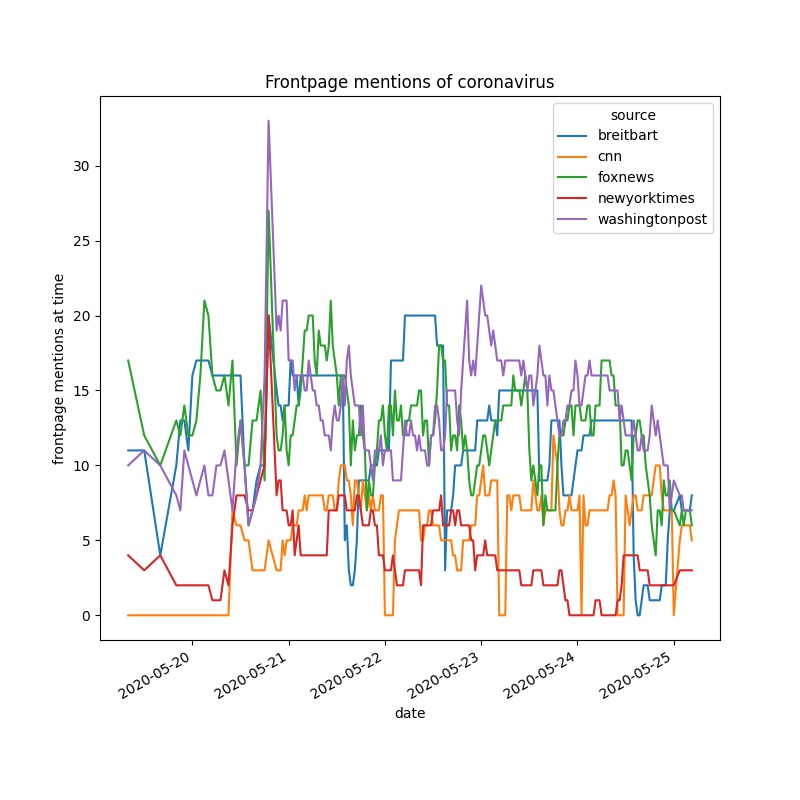 Frontpage mentions of coronavirus
source
breitbart
cnn
foxnews
newyorktimes
washingtonpost
frontpage mentions at time
30
25
20
15
10
5
0
2020-05-20
2020-05-21
2020-05-22
2020-05-23
2020-05-24
2020-05-25
date